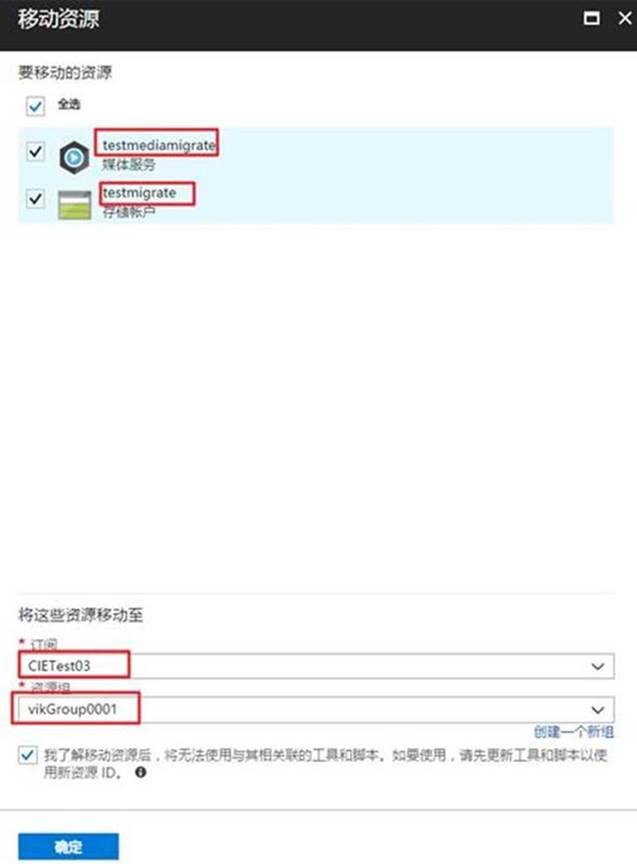 移动资源
要移动的资源
全选
testmediamigrate
媒体服务
testmigrate
存储帐户
将这些资源移动至
* 订阅
CIETest03
* 资源组
vikGroup0001
创建一个新组
我了解移动资源后，将无法使用与其相关联的工具和脚本。如要使用，请先更新工具和脚本以使
用新资源 ID。
确定